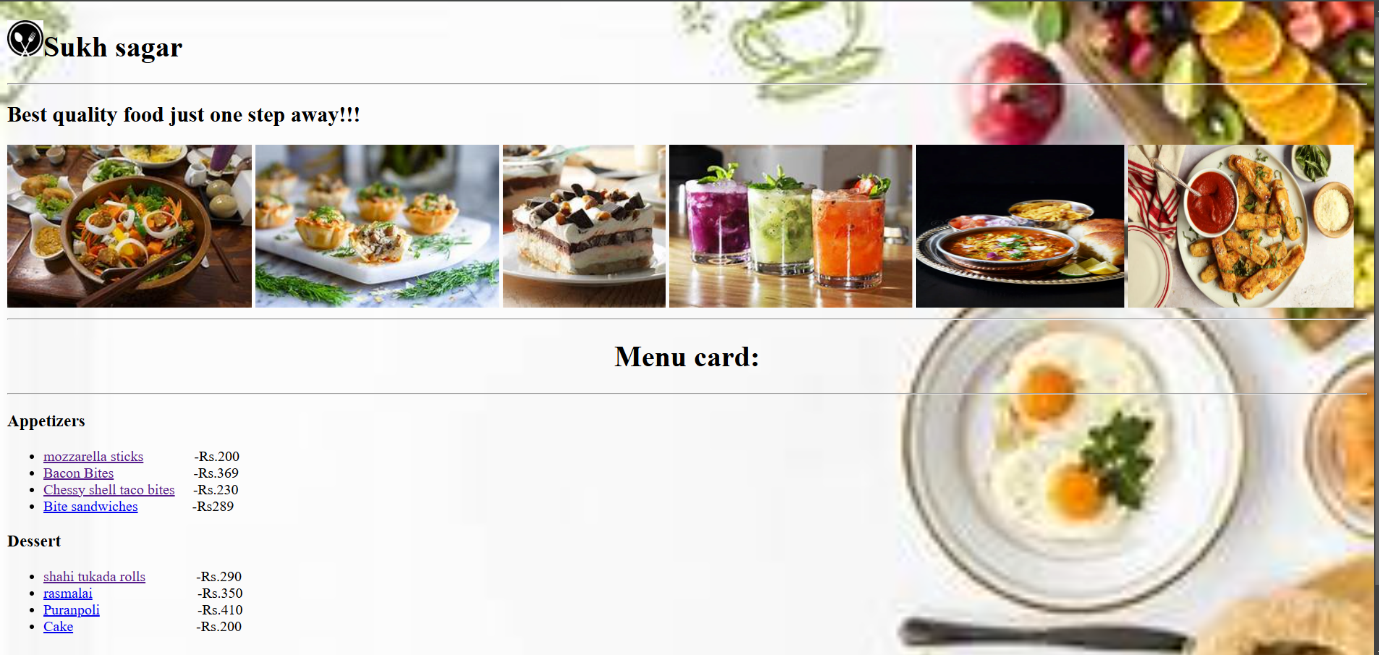 Sukh sagar
Best quality food just one step away!!!
Menu card:
Appetizers
mozzarella sticks -Rs.200
Bacon Bites -Rs.369
Chessy shell taco bites -Rs.230
Bite sandwiches -Rs289
Dessert
shahi tukada rolls -Rs.290
rasmalai -Rs.350
Puranpoli -Rs.410
Cake -Rs.200